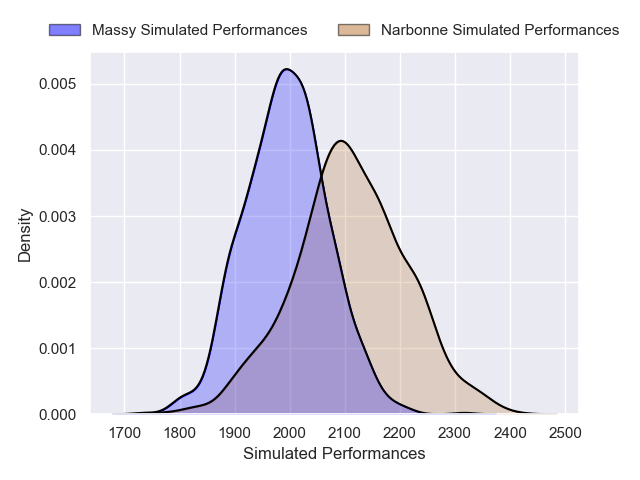 Massy Simulated Performances Narbonne Simulated Performances
0.005
0.004
0.003
0.002
0.001
0.000
Density
1700 1800 1900 2000 2100 2200 2300 2400 2500
Simulated Performances